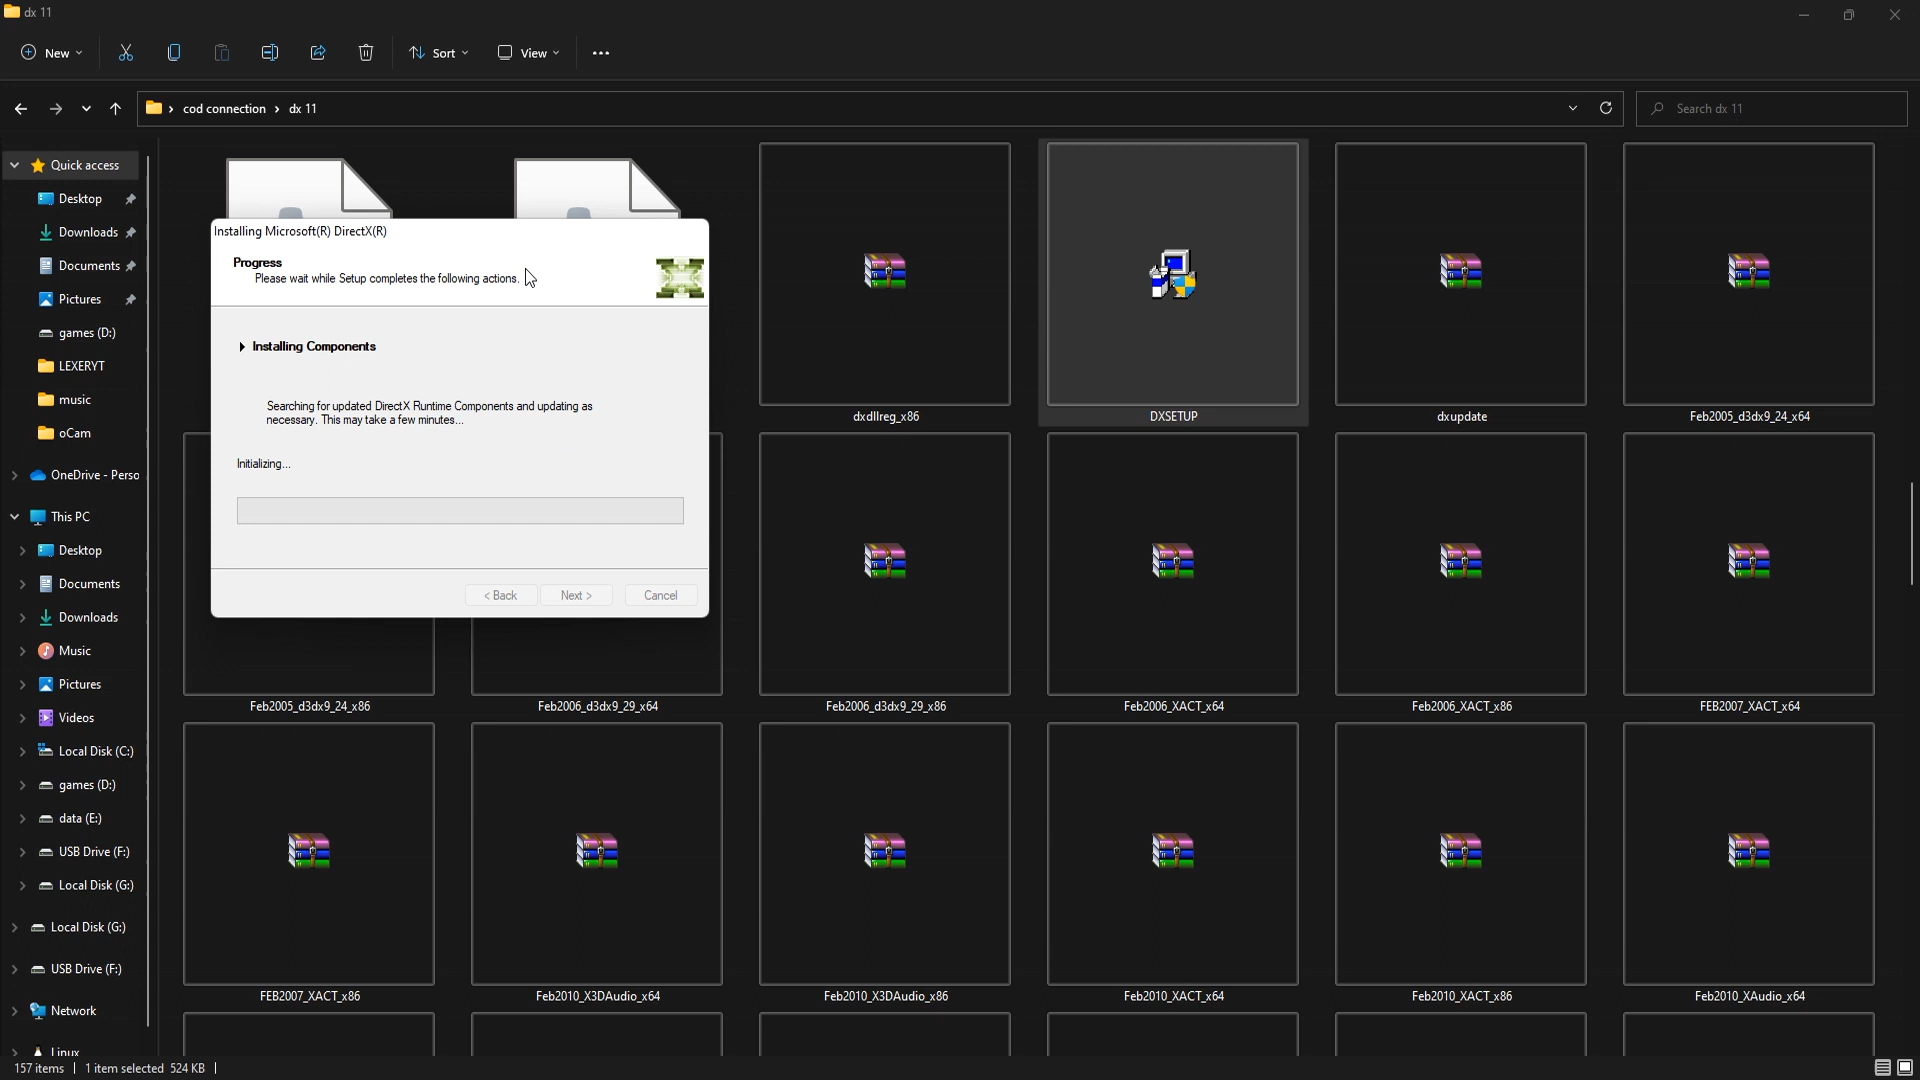 dx 11
New
Sort
View
cod connection
dx 11
Search dx 11
Quick access
Desktop
Downloads
Documents
Pictures
games (D:)
LEXERYT
music
oCam
OneDrive - Perso
This PC
Desktop
Documents
Downloads
Music
Pictures
Videos
Local Disk (C:)
games (D:)
data (E:)
USB Drive (F:)
Local Disk (G:)
Local Disk (G:)
USB Drive (F:)
Network
Linux
Installing Microsoft(R) DirectX(R)
Progress
Please wait while Setup completes the following actions.
Installing Components
Searching for updated DirectX Runtime Components and updating as
necessary. This may take a few minutes...
Initializing...
< Back
Next >
Cancel
dxdllreg_x86
DXSETUP
dxupdate
Feb2005_d3dx9_24_x64
Feb2005_d3dx9_24_x86
Feb2006_d3dx9_29_x64
Feb2006_d3dx9_29_x86
Feb2006_XACT_x64
Feb2006_XACT_x86
FEB2007_XACT_x64
FEB2007_XACT_x86
Feb2010_X3DAudio_x64
Feb2010_X3DAudio_x86
Feb2010_XACT_x64
Feb2010_XACT_x86
Feb2010_XAudio_x64
157 items
1 item selected 524 KB